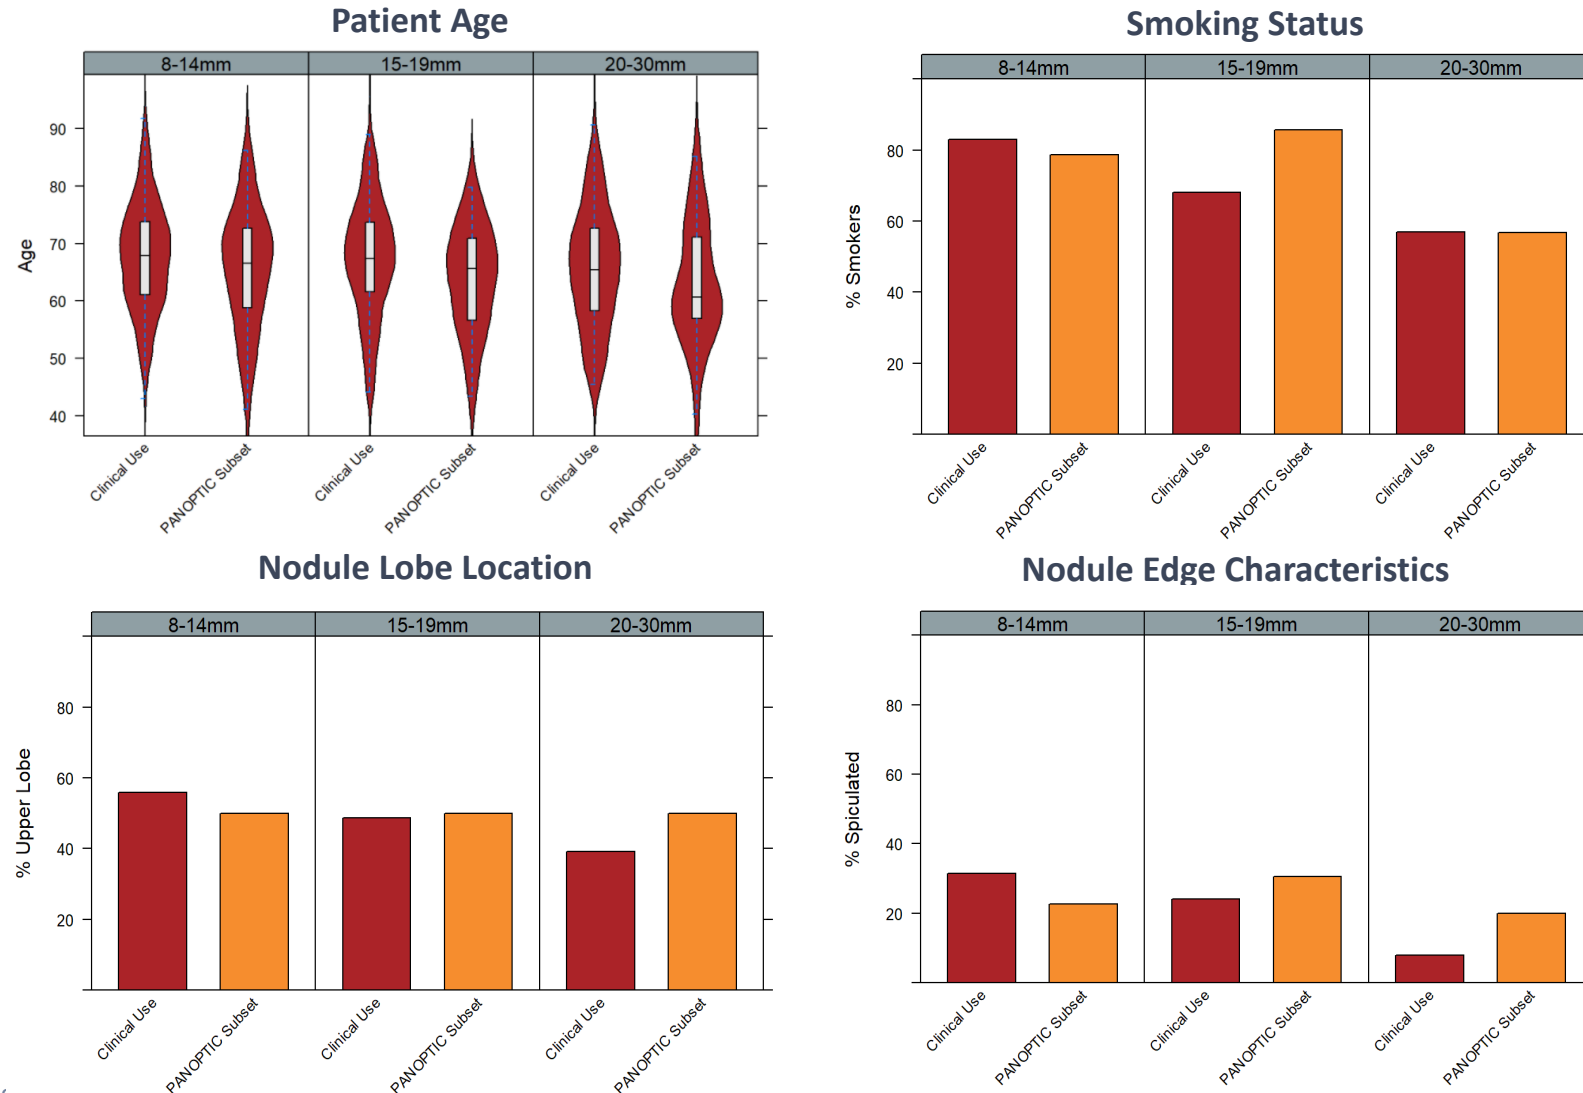 Patient Age
8-14mm 15-19mm 20-30mm
90
80
70
60
50
40
Age
Clinical Use PANOPTIC Subset Clinical Use PANOPTIC Subset Clinical Use PANOPTIC Subset
Smoking Status
8-14mm 15-19mm 20-30mm
80
60
40
20
% Smokers
Clinical Use PANOPTIC Subset Clinical Use PANOPTIC Subset Clinical Use PANOPTIC Subset
Nodule Lobe Location
8-14mm 15-19mm 20-30mm
80
60
40
20
% Upper Lobe
Clinical Use PANOPTIC Subset Clinical Use PANOPTIC Subset Clinical Use PANOPTIC Subset
Nodule Edge Characteristics
8-14mm 15-19mm 20-30mm
80
60
40
20
% Spiculated
Clinical Use PANOPTIC Subset Clinical Use PANOPTIC Subset Clinical Use PANOPTIC Subset